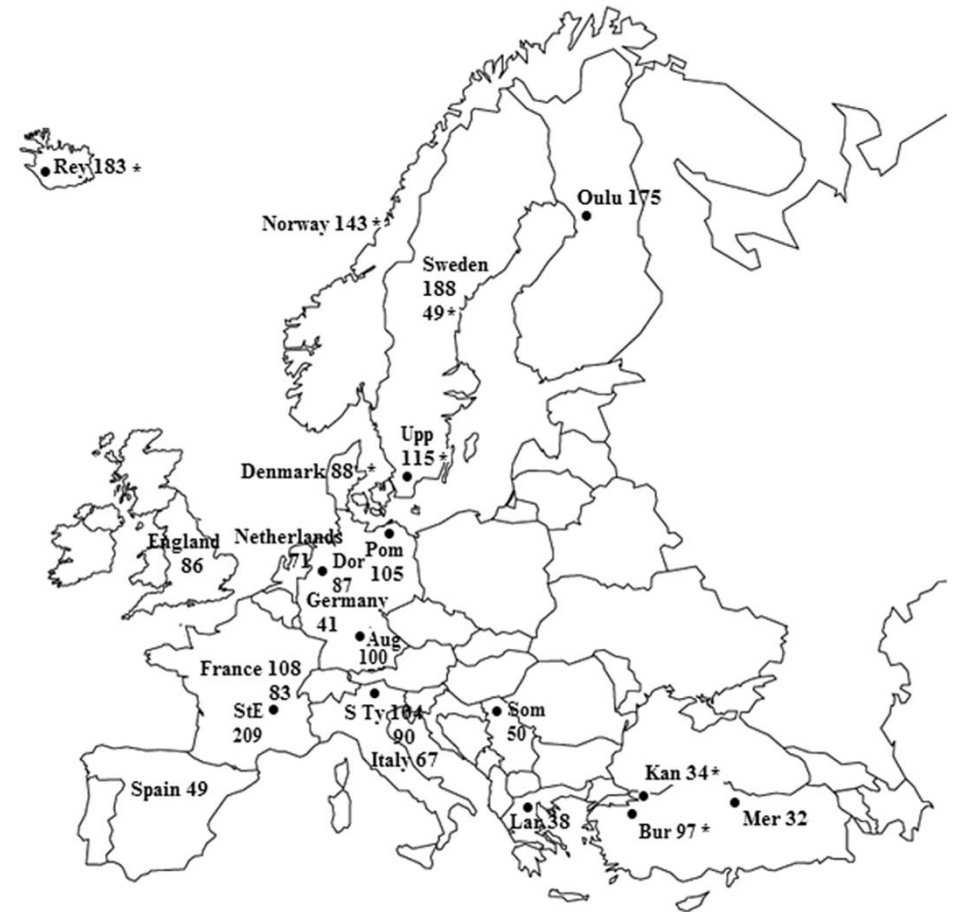 Rey 183 *
Oulu 175
Norway 143 *
Sweden
188
49 *
Upp
115 *
Denmark 88 *
England
86
Netherlands
71
Dor
87
Pom
105
Germany
41
Aug
100
France 108
83
StE
209
S Ty 104
90
Italy 67
Som
50
Spain 49
Kan 34 *
Lar 38
Bur 97 *
Mer 32